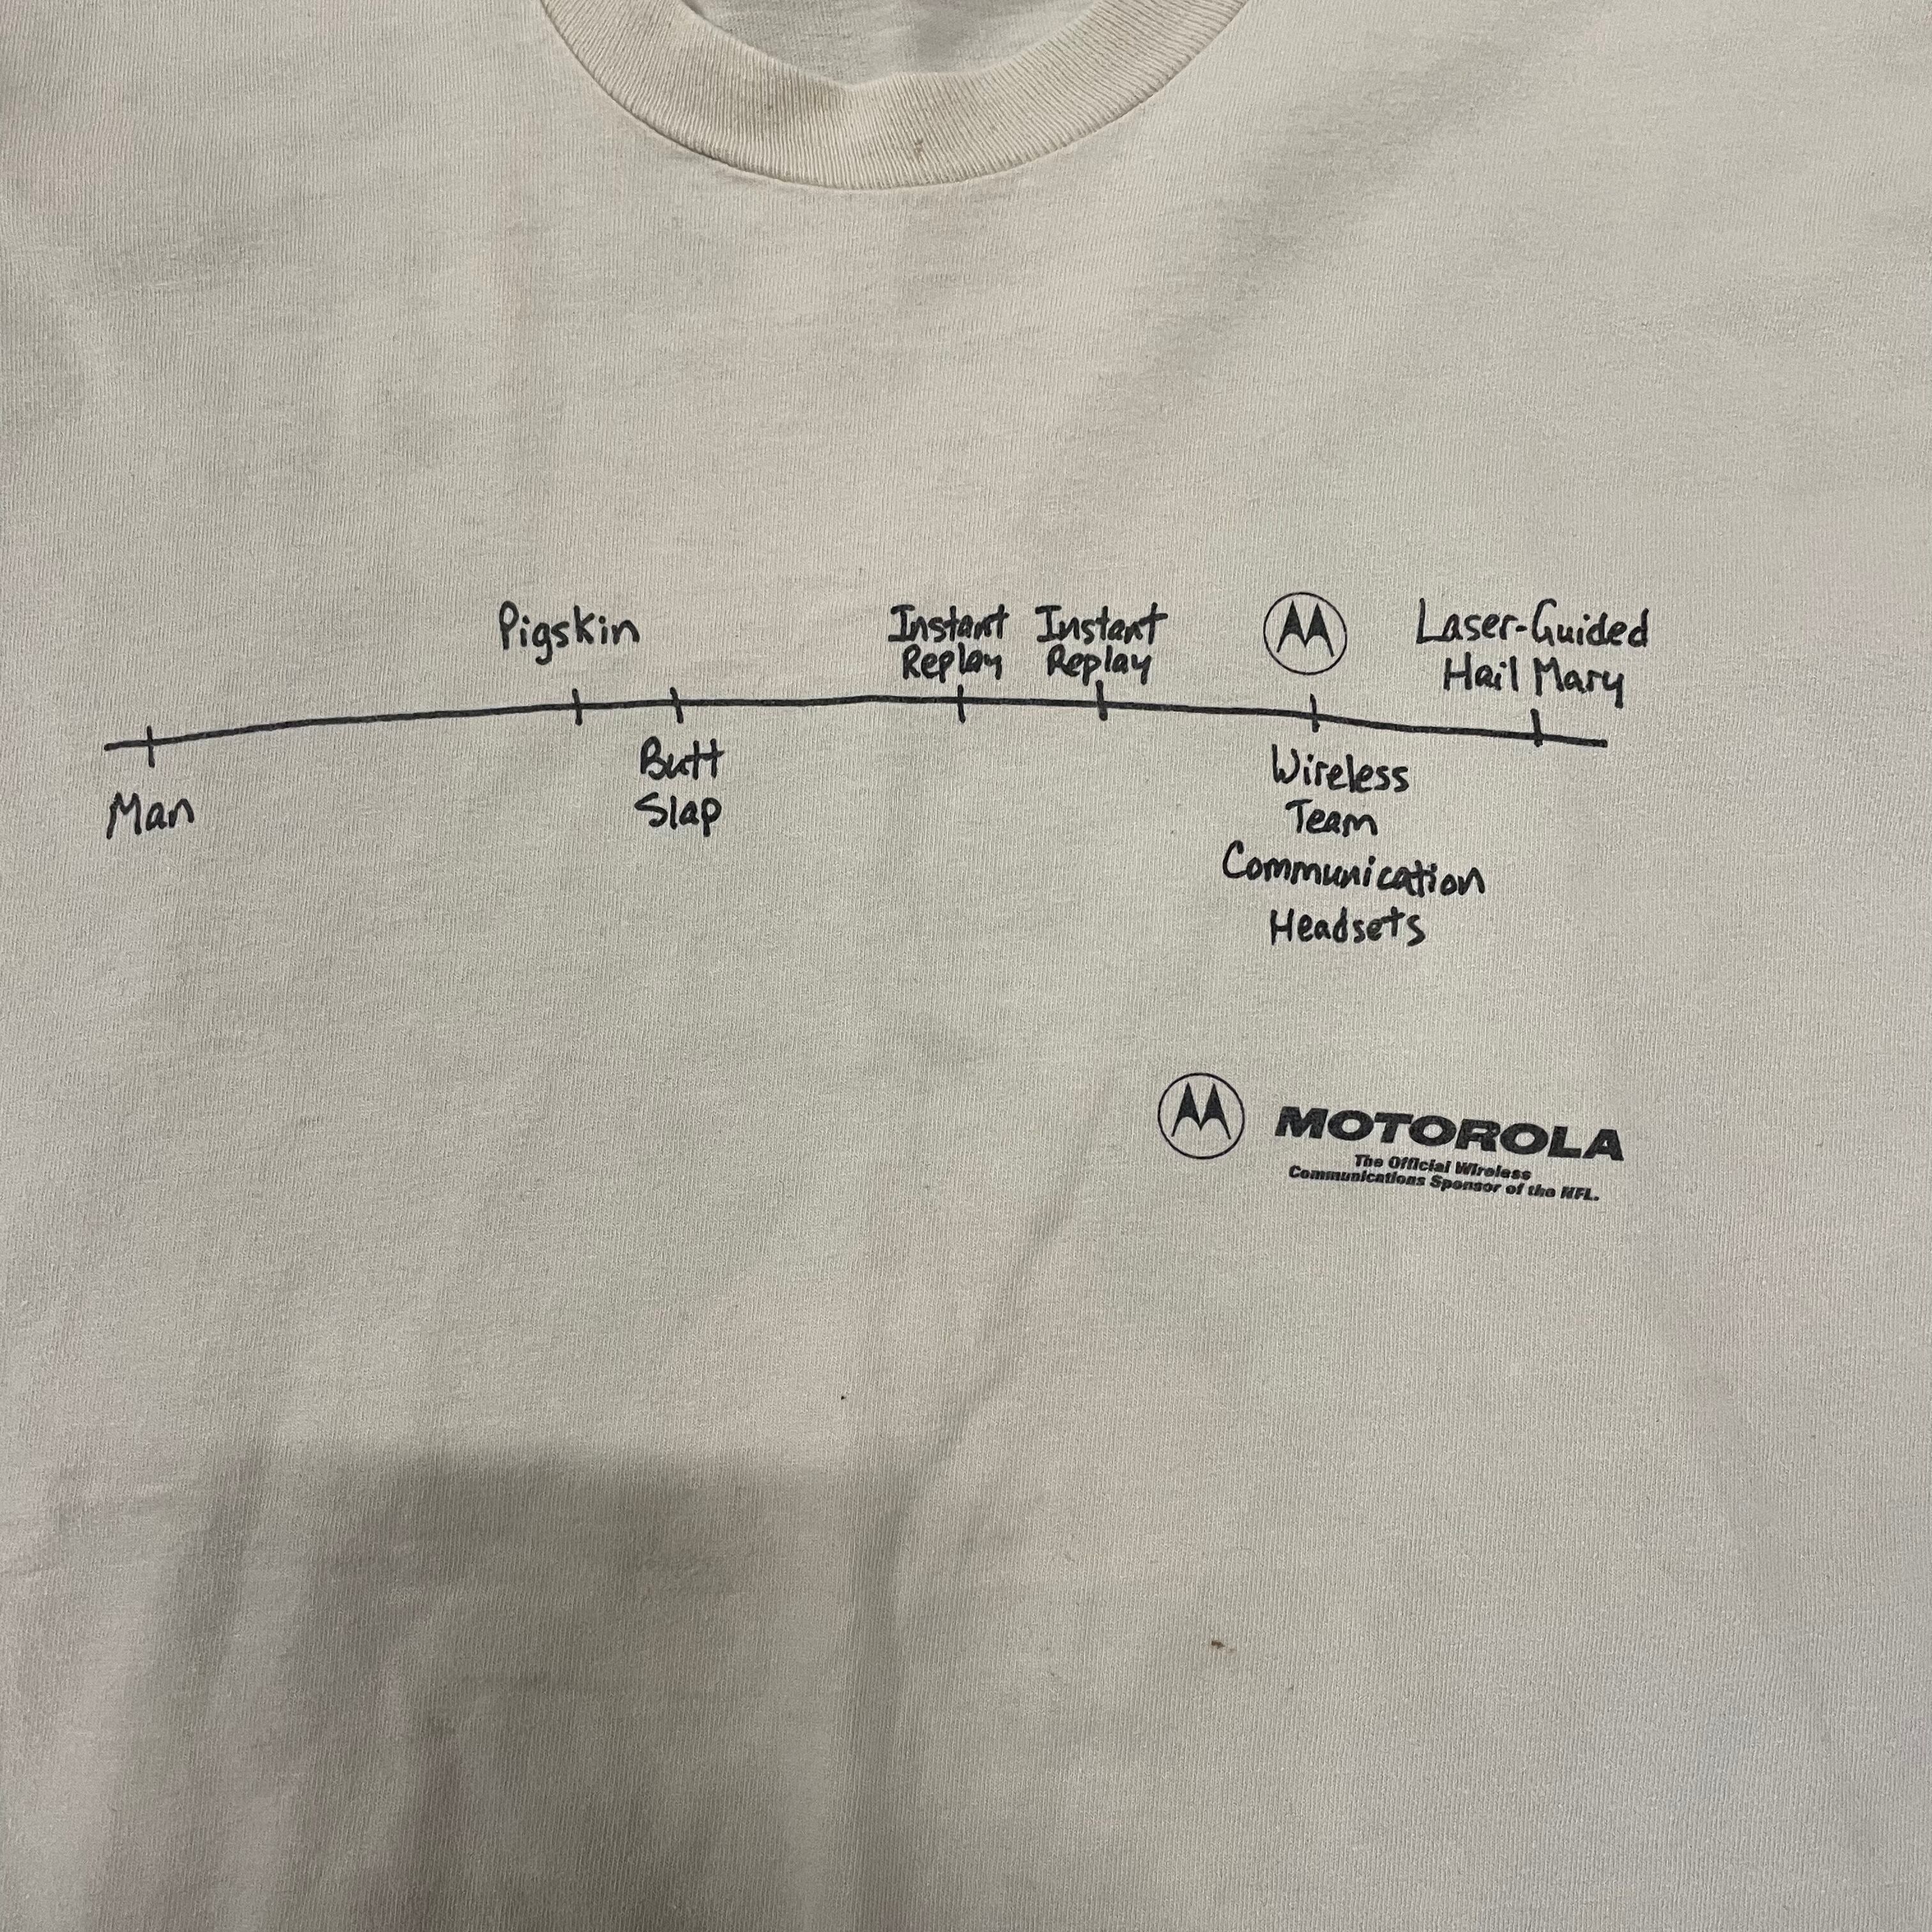 Pigskin
Instant
Replay
Instant
Replay
Laser-Guided
Hail Mary
Man
Butt
Slap
Wireless
Team
Communication
Headsets
MOTOROLA
The Official Wireless
Communications Sponsor of the NFL.